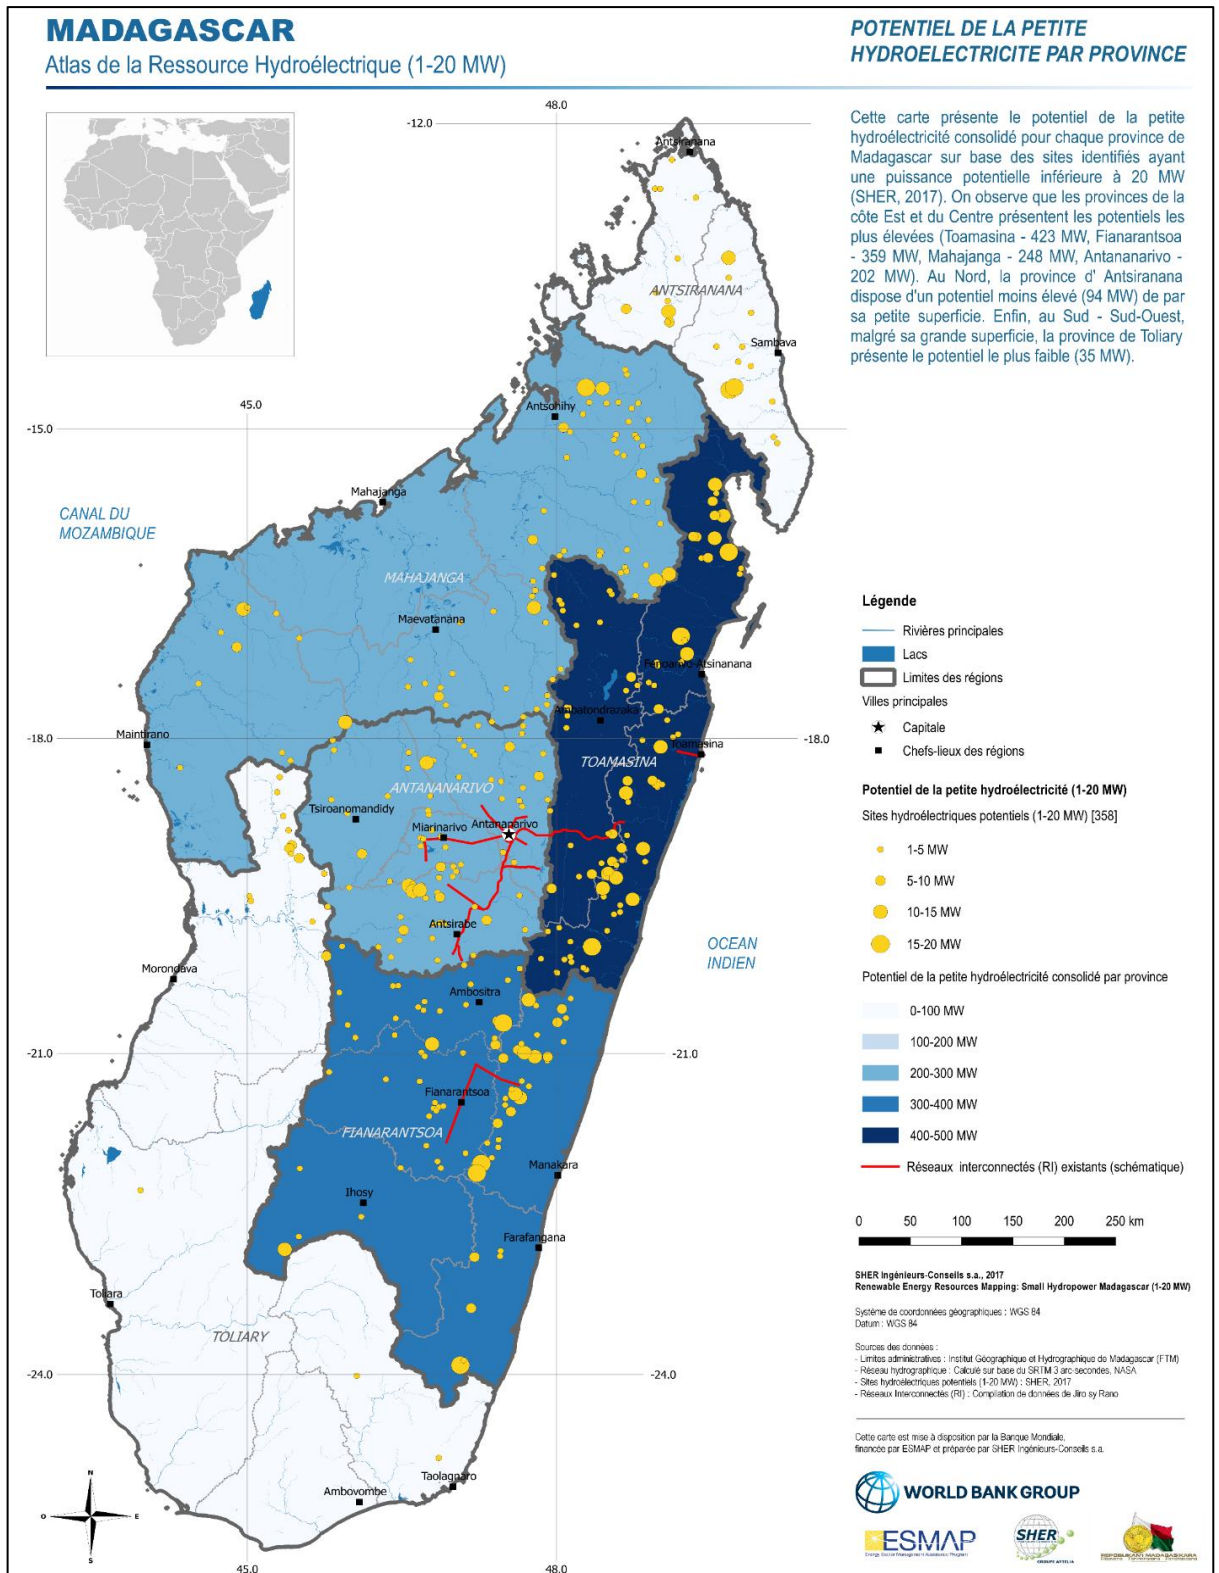 MADAGASCAR
Atlas de la Ressource Hydroélectrique (1-20 MW)
POTENTIEL DE LA PETITE
HYDROELECTRICITE PAR PROVINCE
Cette carte présente le potentiel de la petite
hydroélectricité consolidé pour chaque province de
Madagascar sur base des sites identifiés ayant
une puissance potentielle inférieure à 20 MW
(SHER, 2017). On observe que les provinces de la
côte Est et du Centre présentent les potentiels les
plus élevées (Toamasina - 423 MW, Fianarantsoa
- 359 MW, Mahajanga - 248 MW, Antananarivo -
202 MW). Au Nord, la province d' Antsiranana
dispose d'un potentiel moins élevé (94 MW) de par
sa petite superficie. Enfin, au Sud - Sud-Ouest,
malgré sa grande superficie, la province de Toliary
présente le potentiel le plus faible (35 MW).
48.0
-12.0
Antsiranana
ANTSIRANANA
Sambava
45.0
Antsohihy
-15.0
Mahajanga
CANAL DU
MOZAMBIQUE
MAHAJANGA
Maevatanana
Fenoarivo-Atsinanana
Ambatondrazaka
Maintirano
-18.0
-18.0
Toamasina
TOAMASINA
ANTANANARIVO
Tsiroanomandidy
Miarinarivo
Antananarivo
Antsirabe
OCEAN
INDIEN
Morondava
Ambositra
-21.0
-21.0
Fianarantsoa
FIANARANTSOA
Manakara
Ihosy
Farafangana
Toliara
TOLIARY
-24.0
-24.0
Taolagnaro
Ambovombe
N
O
E
S
45.0
48.0
Légende
Rivières principales
Lacs
Limites des régions
Villes principales
Capitale
Chefs-lieux des régions
Potentiel de la petite hydroélectricité (1-20 MW)
Sites hydroélectriques potentiels (1-20 MW) [358]
1-5 MW
5-10 MW
10-15 MW
15-20 MW
Potentiel de la petite hydroélectricité consolidé par province
0-100 MW
100-200 MW
200-300 MW
300-400 MW
400-500 MW
Réseaux interconnectés (RI) existants (schématique)
0 50 100 150 200 250 km
SHER Ingénieurs-Conseils s.a., 2017
Renewable Energy Resources Mapping: Small Hydropower Madagascar (1-20 MW)
Système de coordonnées géographiques : WGS 84
Datum : WGS 84
Sources des données :
- Limites administratives : Institut Géographique et Hydrographique de Madagascar (FTM)
- Réseau hydrographique : Calculé sur base du SRTM 3 arc-secondes, NASA
- Sites hydroélectriques potentiels (1-20 MW) : SHER, 2017
- Réseaux Interconnectés (RI) : Compilation de données de Jiro sy Rano
Cette carte est mise à disposition par la Banque Mondiale,
financée par ESMAP et préparée par SHER Ingénieurs-Conseils s.a.
WORLD BANK GROUP
ESMAP
Energy Sector Management Assistance Program
SHER
GROUPE ARTELIA
REPOBLIKAN'I MADAGASIKARA